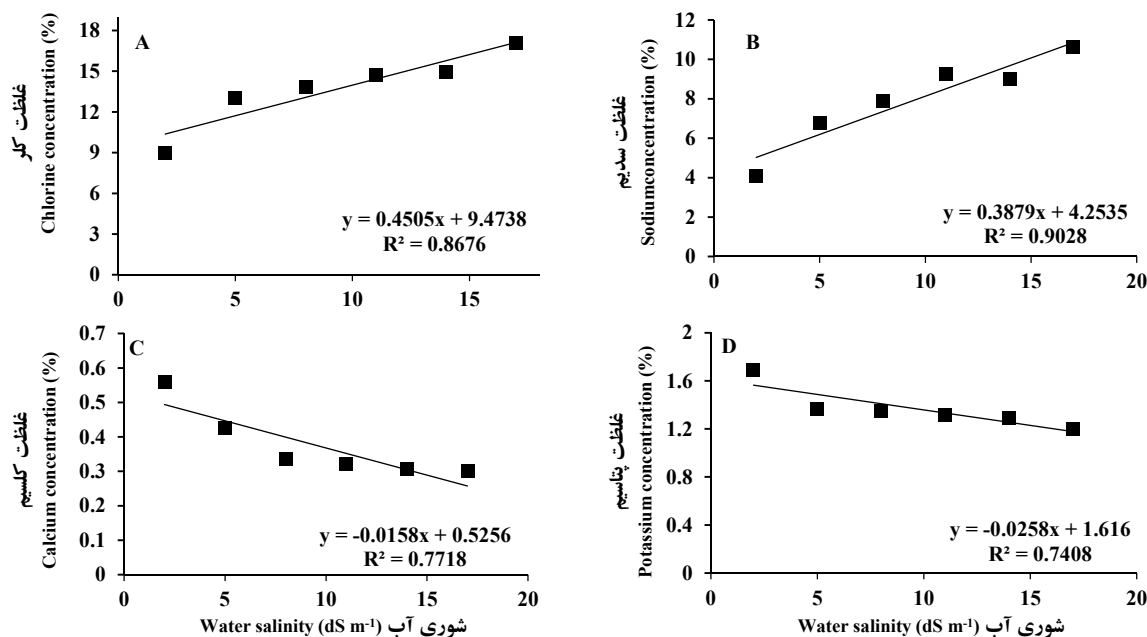 A
غلظت کلر
Chlorine concentration (%)
18
15
12
9
6
3
0
0
5
10
15
y = 0.4505x + 9.4738
R² = 0.8676
B
غلظت سدیم
Sodiumconcentration (%)
12
10
8
6
4
2
0
0
5
10
15
20
y = 0.3879x + 4.2535
R² = 0.9028
C
غلظت کلسیم
Calcium concentration (%)
0.7
0.6
0.5
0.4
0.3
0.2
0.1
0
0
5
10
15
20
y = -0.0158x + 0.5256
R² = 0.7718
Water salinity (dS m⁻¹) شوری آب
D
غلظت پتاسیم
Potassium concentration (%)
2
1.6
1.2
0.8
0.4
0
0
5
10
15
20
y = -0.0258x + 1.616
R² = 0.7408
Water salinity (dS m⁻¹) شوری آب